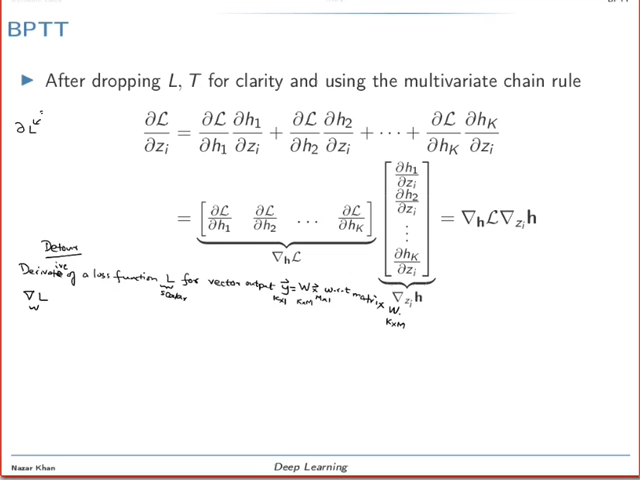 BPTT
▶ After dropping L, T for clarity and using the multivariate chain rule
∂L
∂ℒ/∂z_i = ∂ℒ/∂h_1 ∂h_1/∂z_i + ∂ℒ/∂h_2 ∂h_2/∂z_i + ⋯ + ∂ℒ/∂h_K ∂h_K/∂z_i
= [∂ℒ/∂h_1 ∂ℒ/∂h_2 … ∂ℒ/∂h_K] [∂h_1/∂z_i ∂h_2/∂z_i ⋮ ∂h_K/∂z_i] = ∇_h ℒ ∇_{z_i} h
∇_h ℒ
∇_{z_i} h
Detour
Derivative of a loss function L for vector output y⃗ = W x⃗ w.r.t matrix W.
scalar K×1 K×M M×1 K×M
∇_W L
Nazar Khan
Deep Learning